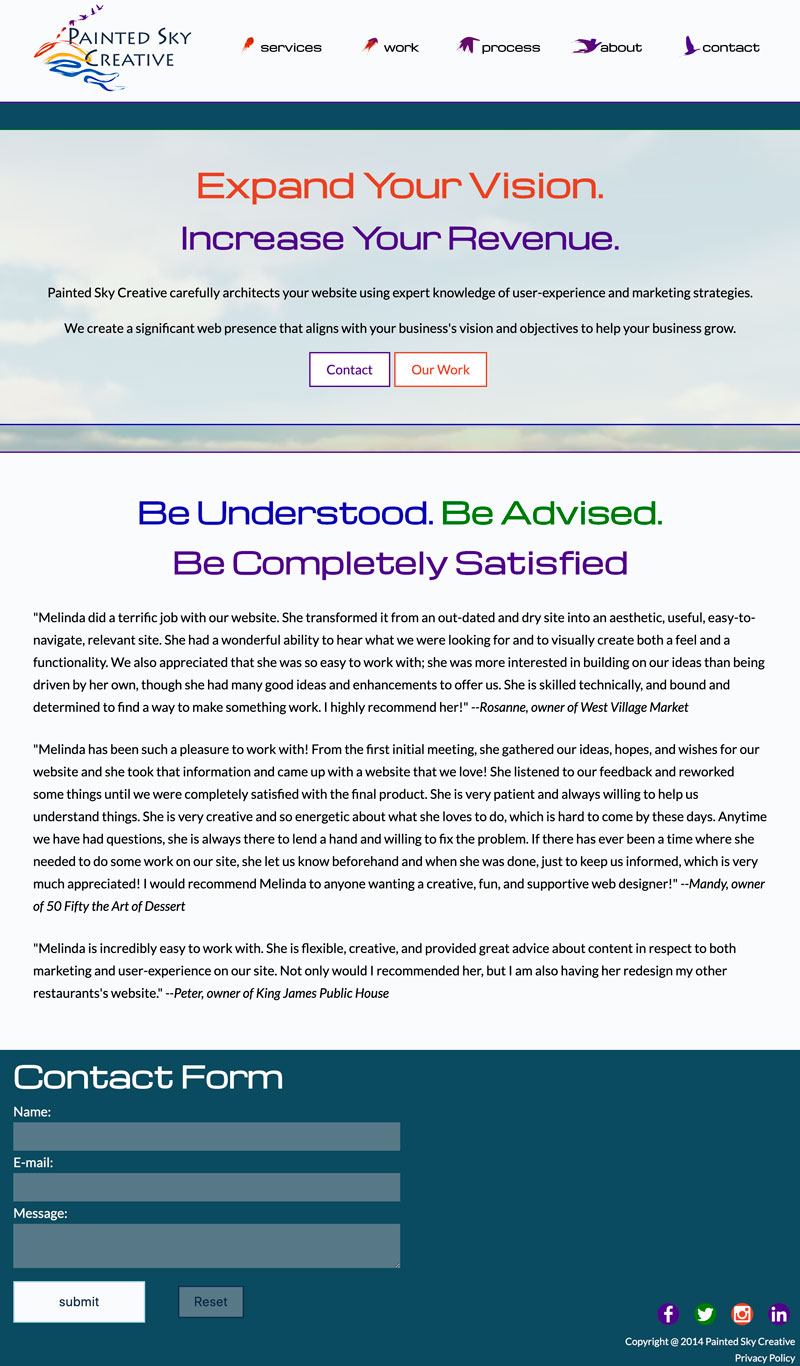 PAINTED SKY
CREATIVE
services work process about contact
Expand Your Vision.
Increase Your Revenue.
Painted Sky Creative carefully architects your website using expert knowledge of user-experience and marketing strategies.
We create a significant web presence that aligns with your business's vision and objectives to help your business grow.
Contact Our Work
Be Understood. Be Advised.
Be Completely Satisfied
"Melinda did a terrific job with our website. She transformed it from an out-dated and dry site into an aesthetic, useful, easy-to-
navigate, relevant site. She had a wonderful ability to hear what we were looking for and to visually create both a feel and a
functionality. We also appreciated that she was so easy to work with; she was more interested in building on our ideas than being
driven by her own, though she had many good ideas and enhancements to offer us. She is skilled technically, and bound and
determined to find a way to make something work. I highly recommend her!" --Rosanne, owner of West Village Market
"Melinda has been such a pleasure to work with! From the first initial meeting, she gathered our ideas, hopes, and wishes for our
website and she took that information and came up with a website that we love! She listened to our feedback and reworked
some things until we were completely satisfied with the final product. She is very patient and always willing to help us
understand things. She is very creative and so energetic about what she loves to do, which is hard to come by these days. Anytime
we have had questions, she is always there to lend a hand and willing to fix the problem. If there has ever been a time where she
needed to do some work on our site, she let us know beforehand and when she was done, just to keep us informed, which is very
much appreciated! I would recommend Melinda to anyone wanting a creative, fun, and supportive web designer!" --Mandy, owner
of 50 Fifty the Art of Dessert
"Melinda is incredibly easy to work with. She is flexible, creative, and provided great advice about content in respect to both
marketing and user-experience on our site. Not only would I recommended her, but I am also having her redesign my other
restaurants's website." --Peter, owner of King James Public House
Contact Form
Name:
E-mail:
Message:
submit Reset
Copyright @ 2014 Painted Sky Creative
Privacy Policy